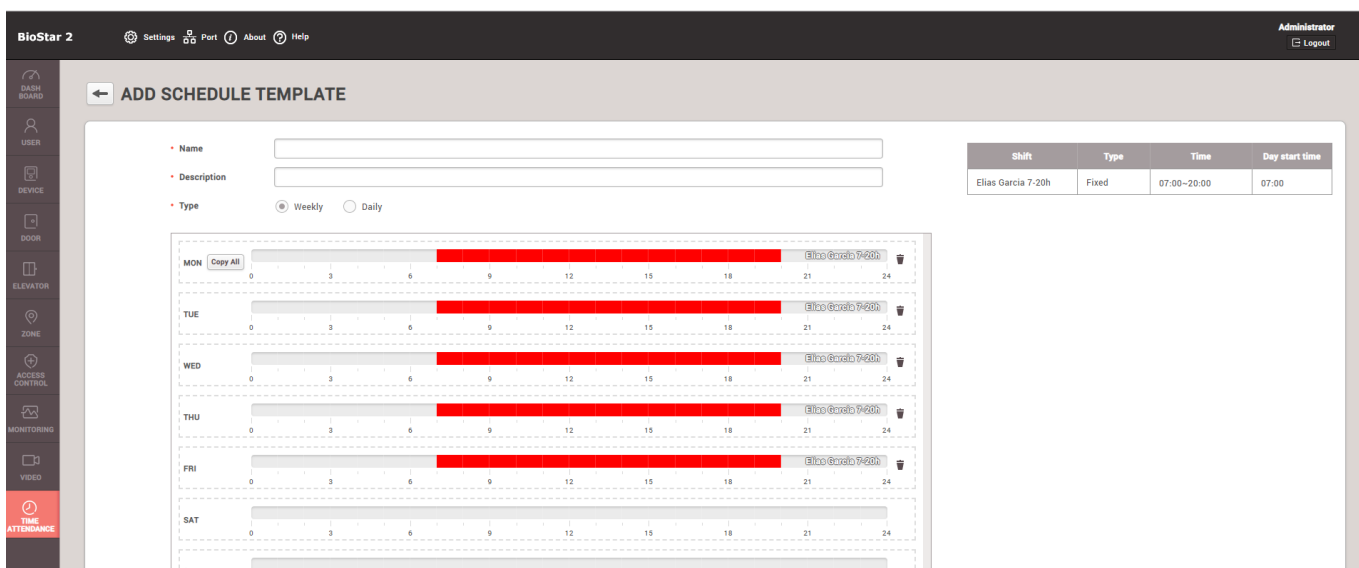 BioStar 2
Settings Port About Help
Administrator
Logout
DASH
BOARD
USER
DEVICE
DOOR
ELEVATOR
ZONE
ACCESS
CONTROL
MONITORING
VIDEO
TIME
ATTENDANCE
ADD SCHEDULE TEMPLATE
• Name
• Description
• Type Weekly Daily
MON Copy All Elias Garcia 7-20h
0 3 6 9 12 15 18 21 24
TUE Elias Garcia 7-20h
0 3 6 9 12 15 18 21 24
WED Elias Garcia 7-20h
0 3 6 9 12 15 18 21 24
THU Elias Garcia 7-20h
0 3 6 9 12 15 18 21 24
FRI Elias Garcia 7-20h
0 3 6 9 12 15 18 21 24
SAT
0 3 6 9 12 15 18 21 24
Shift Type Time Day start time
Elias Garcia 7-20h Fixed 07:00~20:00 07:00